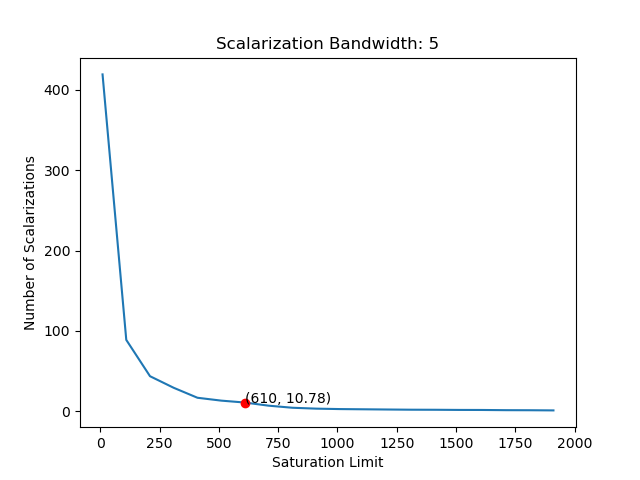 Scalarization Bandwidth: 5
Number of Scalarizations
400
300
200
100
0
(610, 10.78)
0 250 500 750 1000 1250 1500 1750 2000
Saturation Limit